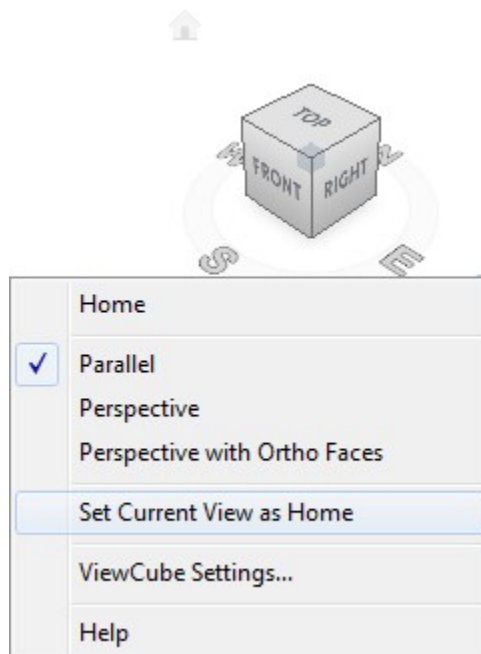 TOP
W
N
FRONT
RIGHT
S
E
Home
Parallel
Perspective
Perspective with Ortho Faces
Set Current View as Home
ViewCube Settings...
Help